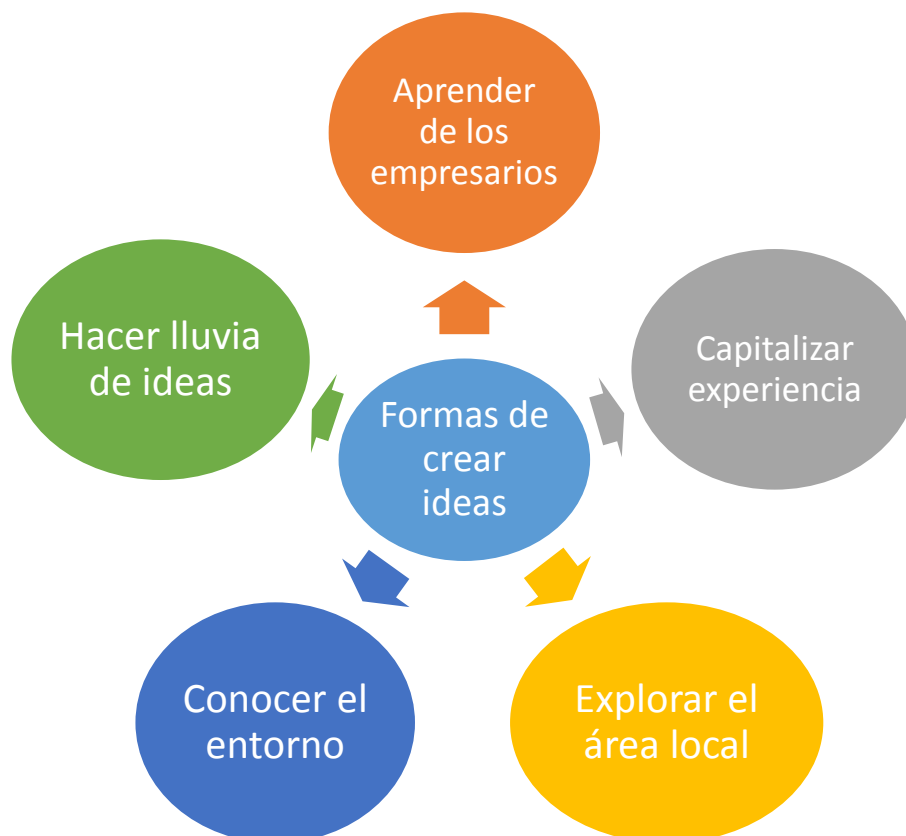 Aprender
de los
empresarios
Hacer lluvia
de ideas
Capitalizar
experiencia
Formas de
crear
ideas
Conocer el
entorno
Explorar el
área local